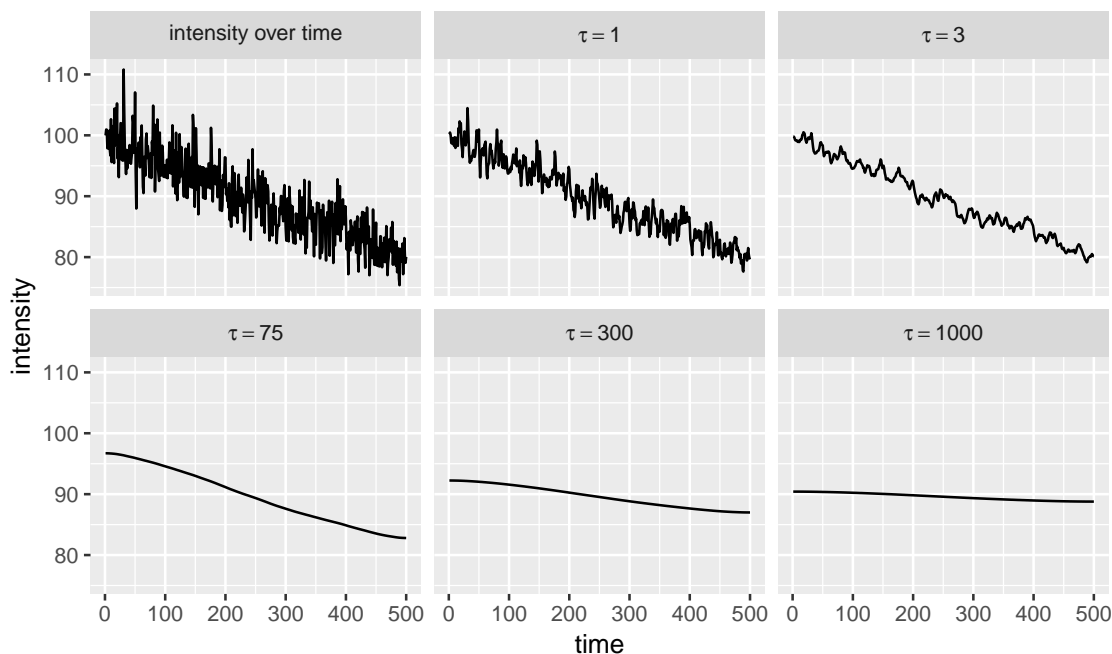 intensity over time
τ = 1
τ = 3
110
100
90
80
τ = 75
τ = 300
τ = 1000
110
100
90
80
0 100 200 300 400 500
0 100 200 300 400 500
0 100 200 300 400 500
time
intensity